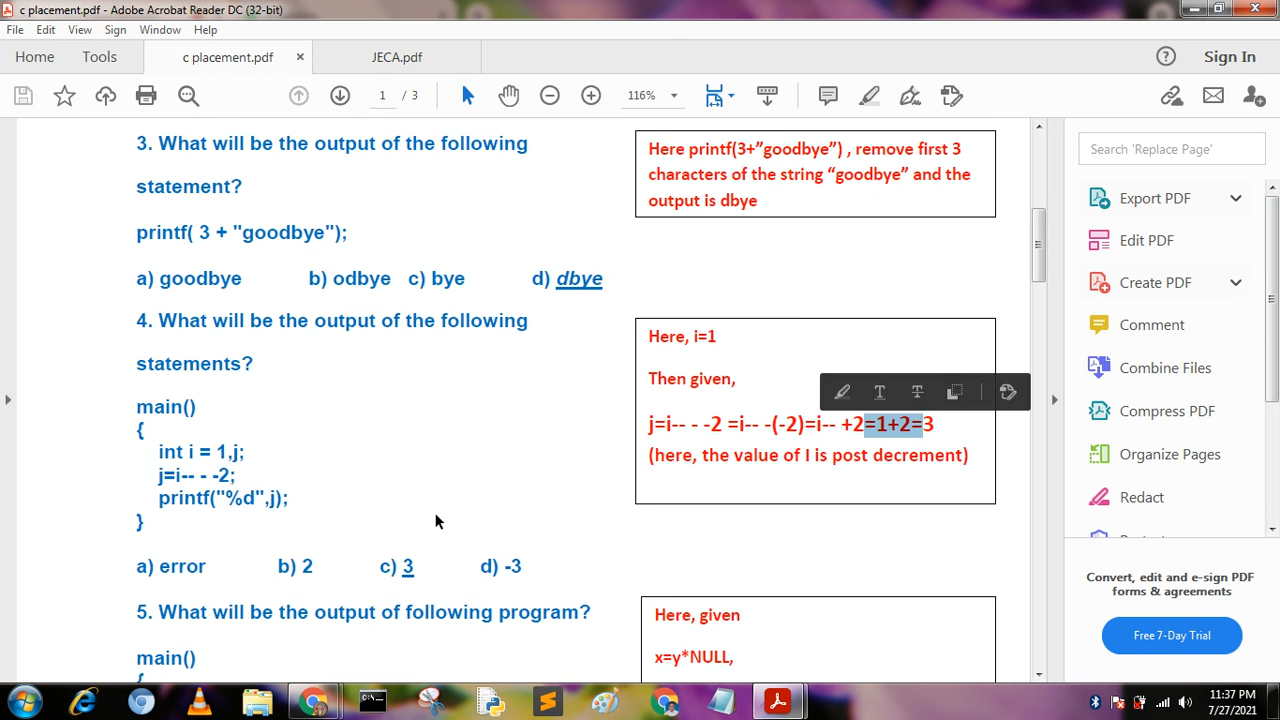 c placement.pdf - Adobe Acrobat Reader DC (32-bit)
File Edit View Sign Window Help
Home Tools c placement.pdf × JECA.pdf Sign In
1 / 3 116%
3. What will be the output of the following
statement?
printf( 3 + "goodbye");
a) goodbye b) odbye c) bye d) dbye
Here printf(3+”goodbye”) , remove first 3
characters of the string “goodbye” and the
output is dbye
4. What will be the output of the following
statements?
main()
{
int i = 1,j;
j=i-- - -2;
printf("%d",j);
}
a) error b) 2 c) 3 d) -3
Here, i=1
Then given,
j=i-- - -2 =i-- -(-2)=i-- +2=1+2=3
(here, the value of I is post decrement)
5. What will be the output of following program?
main()
Here, given
x=y*NULL,
Search 'Replace Page'
Export PDF
Edit PDF
Create PDF
Comment
Combine Files
Compress PDF
Organize Pages
Redact
Convert, edit and e-sign PDF
forms & agreements
Free 7-Day Trial
11:37 PM
7/27/2021